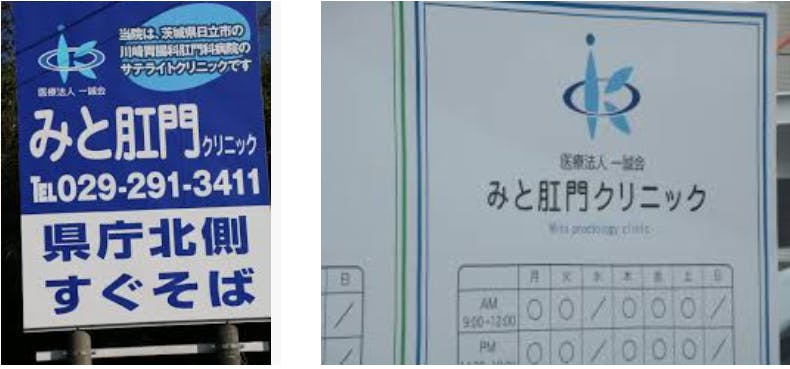 当院は、茨城県日立市の
川崎胃腸科肛門科病院の
サテライトクリニックです
医療法人 一誠会
みと肛門クリニック
TEL029-291-3411
県庁北側
すぐそば
医療法人 一誠会
みと肛門クリニック
Mito proctology clinic
日
/
/
月 火 水 木 金 土 日
AM
9:00~12:00 ○ ○ / ○ ○ ○ /
PM
○ ○ / ○ ○ ○ /